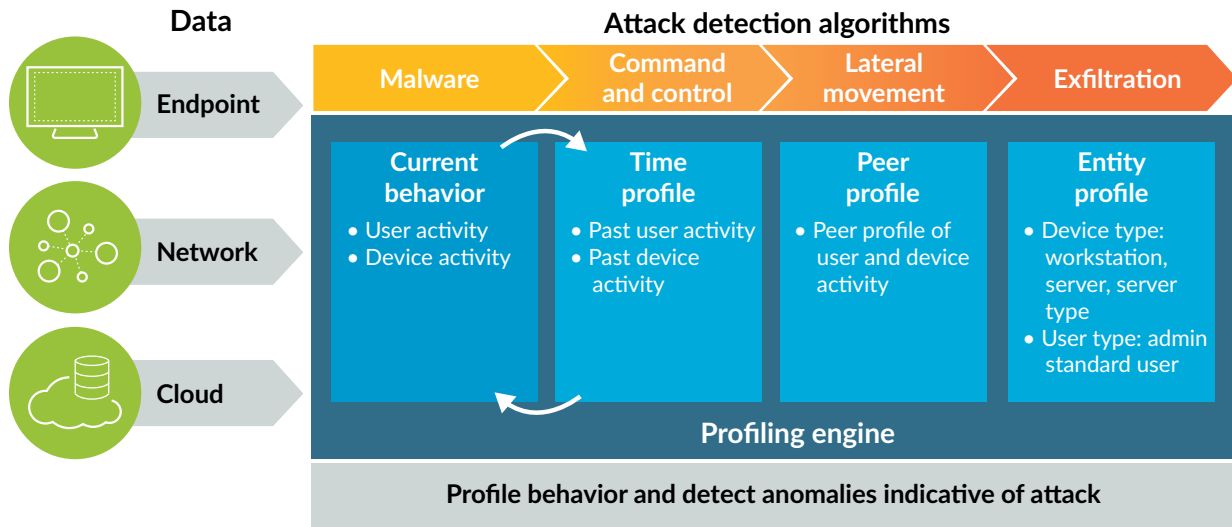 Data
Endpoint
Network
Cloud
Attack detection algorithms
Malware
Command
and control
Lateral
movement
Exfiltration
Current
behavior
• User activity
• Device activity
Time
profile
• Past user activity
• Past device
activity
Peer
profile
• Peer profile of
user and device
activity
Entity
profile
• Device type:
workstation,
server, server
type
• User type: admin
standard user
Profiling engine
Profile behavior and detect anomalies indicative of attack